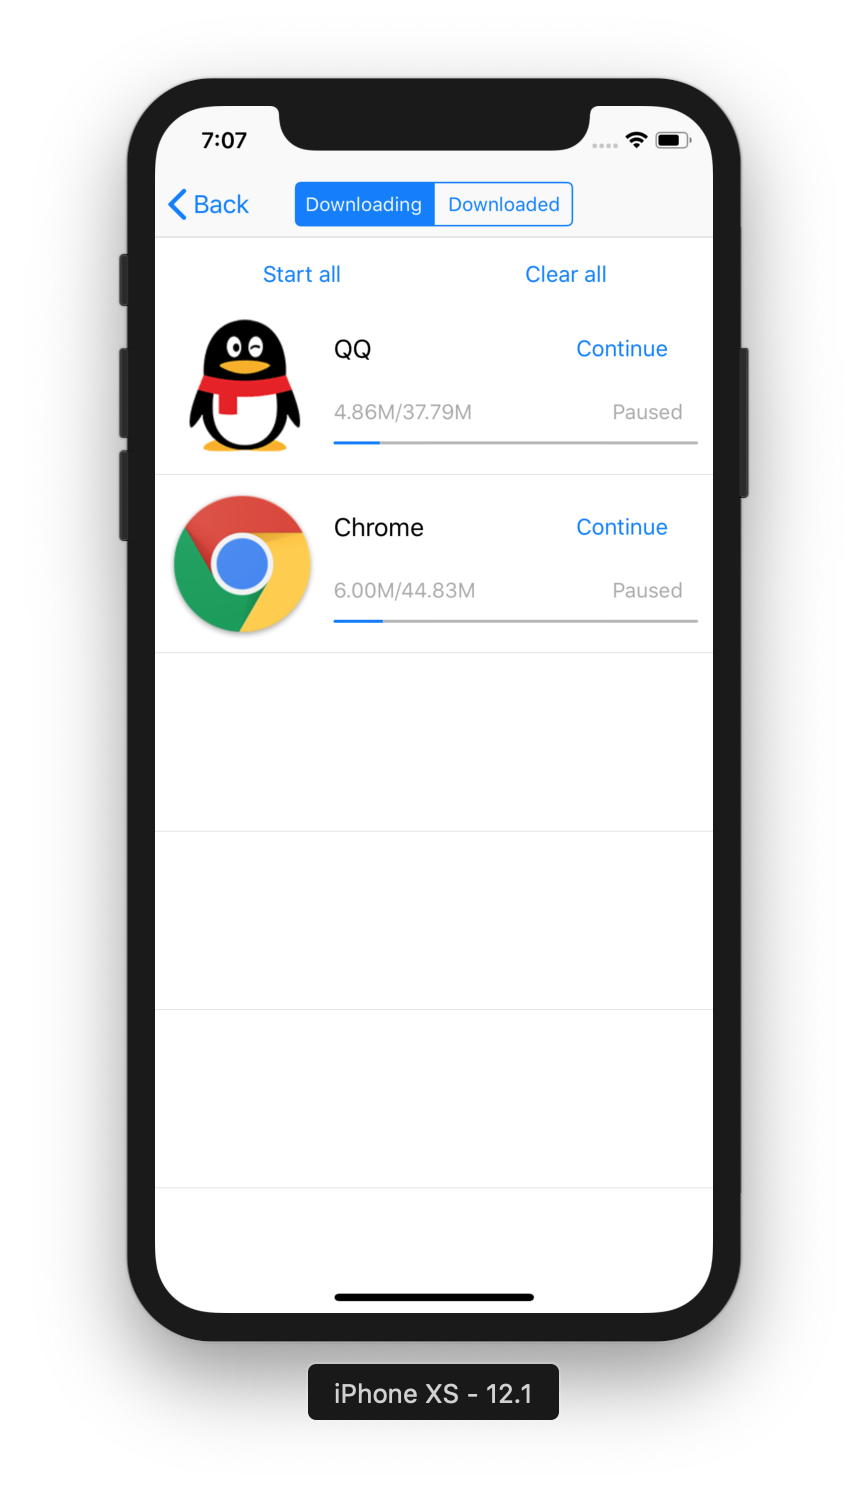 7:07
Back Downloading Downloaded
Start all Clear all
QQ Continue
4.86M/37.79M Paused
Chrome Continue
6.00M/44.83M Paused
iPhone XS - 12.1